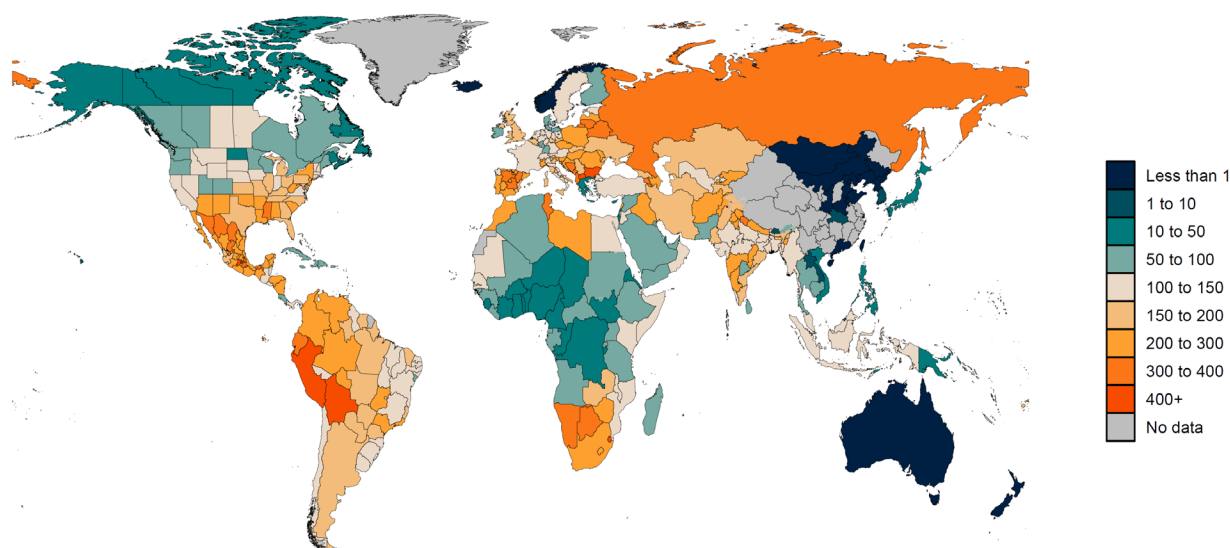 Less than 1
1 to 10
10 to 50
50 to 100
100 to 150
150 to 200
200 to 300
300 to 400
400+
No data